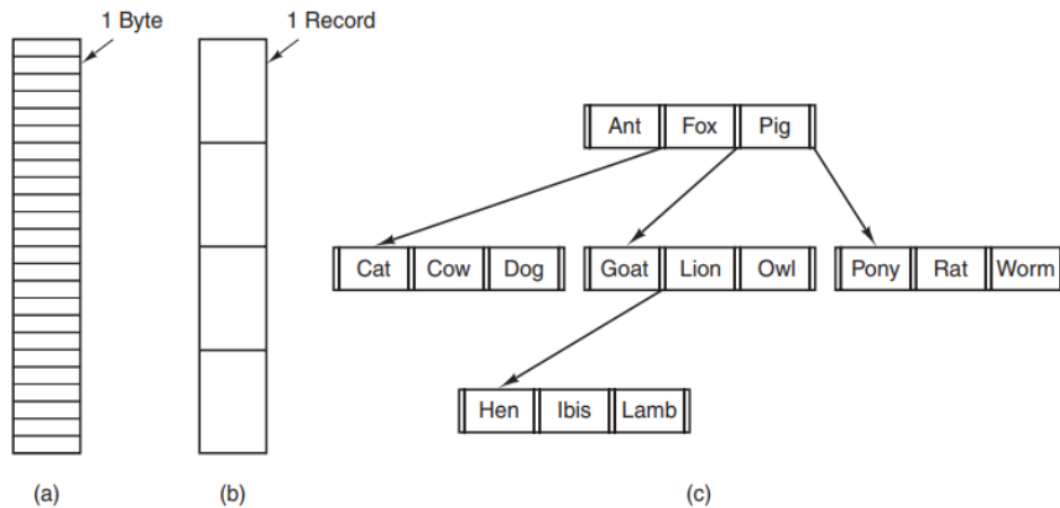 1 Byte
1 Record
Ant Fox Pig
Cat Cow Dog
Goat Lion Owl
Pony Rat Worm
Hen Ibis Lamb
(a)
(b)
(c)